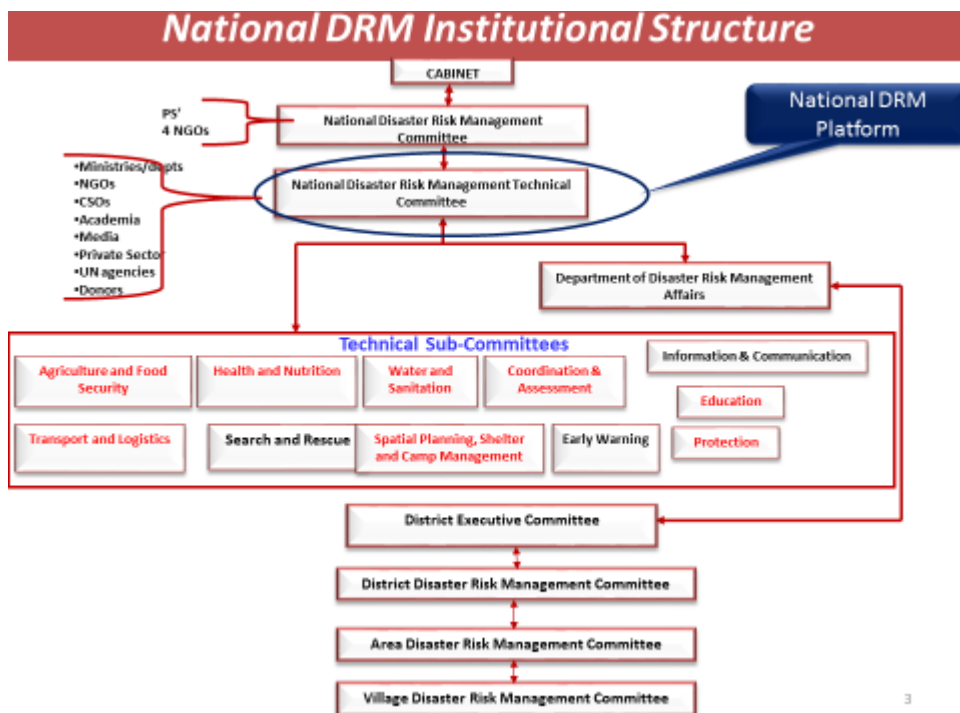 National DRM Institutional Structure
CABINET
National DRM
Platform
PS'
4 NGOs
National Disaster Risk Management
Committee
•Ministries/depts
•NGOs
•CSOs
•Academia
•Media
•Private Sector
•UN agencies
•Donors
National Disaster Risk Management Technical
Committee
Department of Disaster Risk Management
Affairs
Technical Sub-Committees
Agriculture and Food
Security
Health and Nutrition
Water and
Sanitation
Coordination &
Assessment
Information & Communication
Education
Transport and Logistics
Search and Rescue
Spatial Planning, Shelter
and Camp Management
Early Warning
Protection
District Executive Committee
District Disaster Risk Management Committee
Area Disaster Risk Management Committee
Village Disaster Risk Management Committee
3